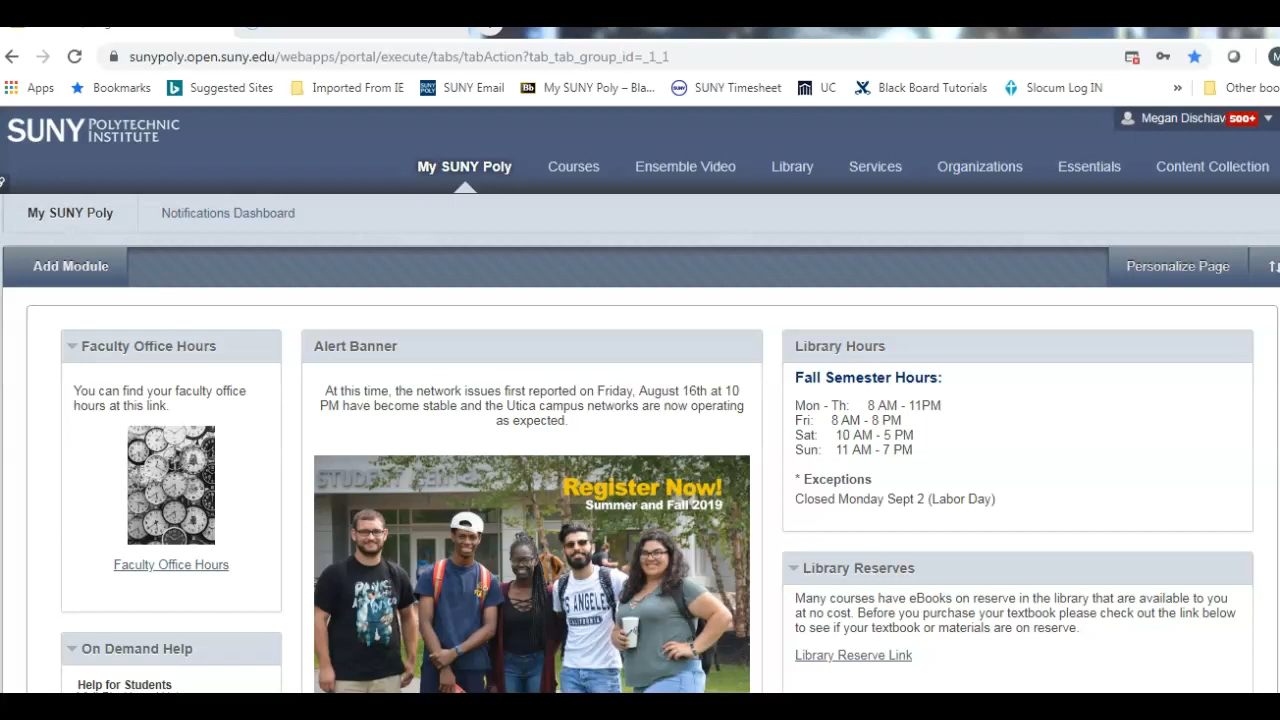 sunypoly.open.suny.edu/webapps/portal/execute/tabs/tabAction?tab_tab_group_id=_1_1
Apps Bookmarks Suggested Sites Imported From IE SUNY Email My SUNY Poly – Bla... SUNY Timesheet UC Black Board Tutorials Slocum Log IN » Other boo
SUNY POLYTECHNIC INSTITUTE
Megan Dischiav 500+
My SUNY Poly Courses Ensemble Video Library Services Organizations Essentials Content Collection
My SUNY Poly Notifications Dashboard
Add Module Personalize Page
Faculty Office Hours
You can find your faculty office
hours at this link.
Faculty Office Hours
On Demand Help
Help for Students
Alert Banner
At this time, the network issues first reported on Friday, August 16th at 10
PM have become stable and the Utica campus networks are now operating
as expected.
STUDENT CENTER
Register Now!
Summer and Fall 2019
LOS ANGELES
CALIFORNIA
Library Hours
Fall Semester Hours:
Mon - Th: 8 AM - 11PM
Fri: 8 AM - 8 PM
Sat: 10 AM - 5 PM
Sun: 11 AM - 7 PM
* Exceptions
Closed Monday Sept 2 (Labor Day)
Library Reserves
Many courses have eBooks on reserve in the library that are available to you
at no cost. Before you purchase your textbook please check out the link below
to see if your textbook or materials are on reserve.
Library Reserve Link